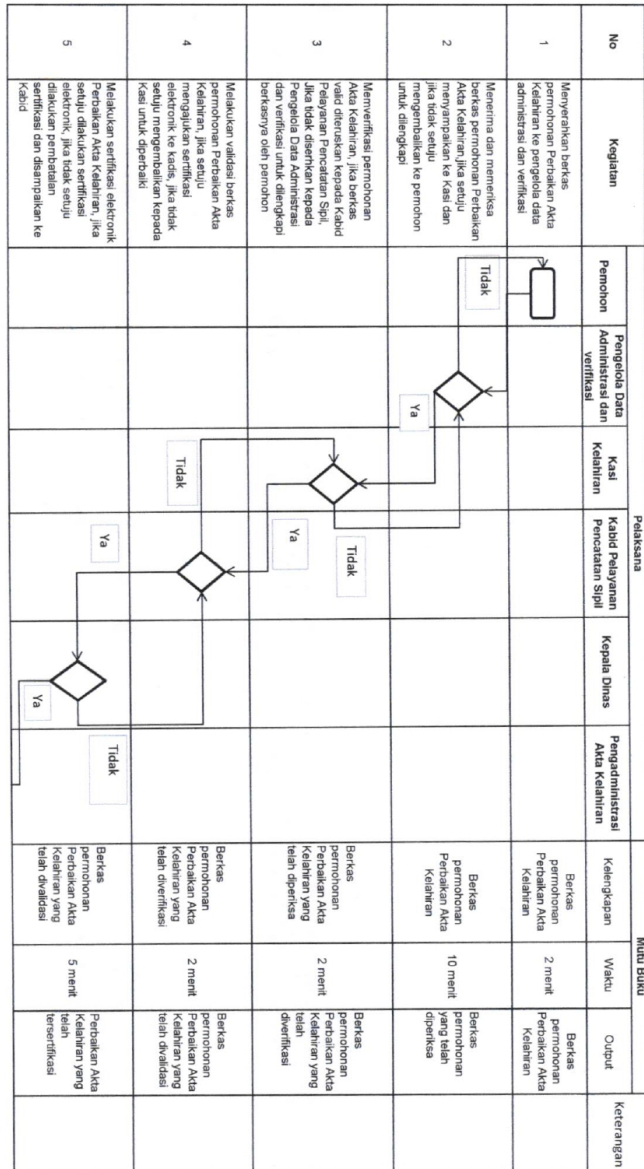 Pelaksana
Mutu Buku
No
Kegiatan
Pemohon
Pengelola Data
Administrasi dan
verifikasi
Kasi
Kelahiran
Kabid Pelayanan
Pencatatan Sipil
Kepala Dinas
Pengadministrasi
Akta Kelahiran
Kelengkapan
Waktu
Output
Keterangan
1
Menyerahkan berkas
permohonan Perbaikan Akta
Kelahiran ke pengelola data
administrasi dan verifikasi
Berkas
permohonan
Perbaikan Akta
Kelahiran
2 menit
Berkas
permohonan
Perbaikan Akta
Kelahiran
2
Menerima dan memeriksa
berkas permohonan Perbaikan
Akta Kelahiran,jika setuju
menyampaikan ke Kasi dan
jika tidak setuju
mengembalikan ke pemohon
untuk dilengkapi
Tidak
Ya
Berkas
permohonan
Perbaikan Akta
Kelahiran
10 menit
Berkas
permohonan
yang telah
diperiksa
3
Memverifikasi permohonan
Akta Kelahiran, jika berkas
valid diteruskan kepada Kabid
Pelayanan Pencatatan Sipil,
Jika tidak diserhkan kepada
Pengelola Data Administrasi
dan verifikasi untuk dilengkapi
berkasnya oleh pemohon
Tidak
Ya
Berkas
permohonan
Perbaikan Akta
Kelahiran yang
telah diperiksa
2 menit
Berkas
permohonan
Perbaikan Akta
Kelahiran yang
telah
diverifikasi
4
Melakukan validasi berkas
permohonan Perbaikan Akta
Kelahiran, jika setuju
mengajukan sertifikasi
elektronik ke kadis, jika tidak
setuju mengembalikan kepada
Kasi untuk diperbaiki
Tidak
Ya
Berkas
permohonan
Perbaikan Akta
Kelahiran yang
telah diverifikasi
2 menit
Berkas
permohonan
Perbaikan Akta
Kelahiran yang
telah divalidasi
5
Melakukan sertifikasi elektronik
Perbaikan Akta Kelahiran, jika
setuju dilakukan sertifikasi
elektronik, jika tidak setuju
dilakukan pembatalan
sertifikasi dan disampaikan ke
Kabid
Tidak
Ya
Berkas
permohonan
Perbaikan Akta
Kelahiran yang
telah divalidasi
5 menit
Perbaikan Akta
Kelahiran yang
telah
tersertifikasi